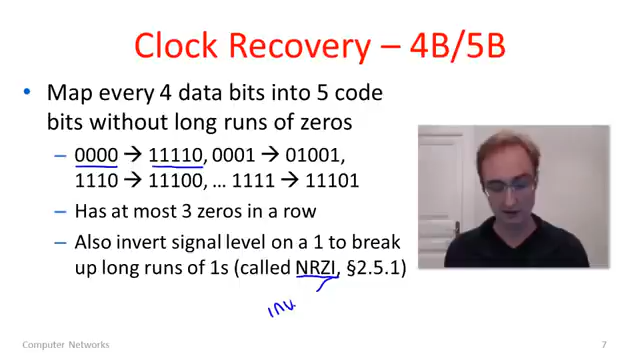 Clock Recovery – 4B/5B
• Map every 4 data bits into 5 code
bits without long runs of zeros
– 0000 → 11110, 0001 → 01001,
1110 → 11100, … 1111 → 11101
– Has at most 3 zeros in a row
– Also invert signal level on a 1 to break
up long runs of 1s (called NRZI, §2.5.1)
inv
Computer Networks
7